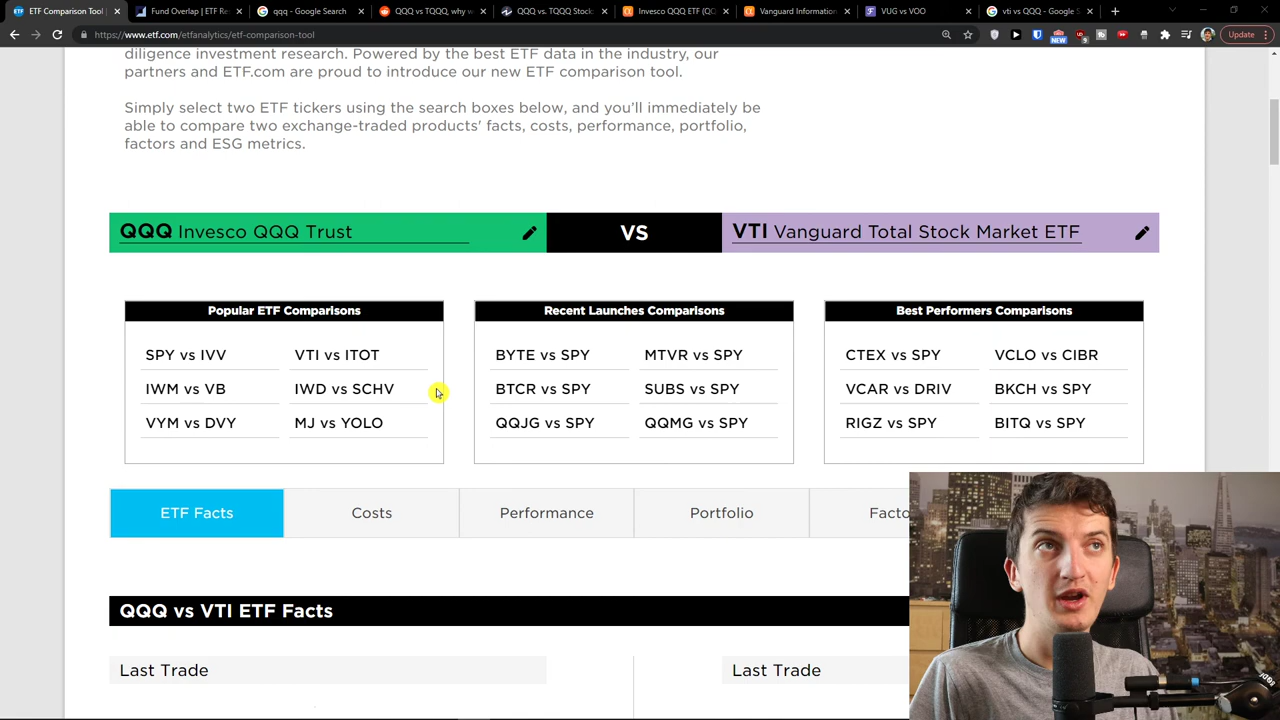 ETF Comparison Tool |
Fund Overlap | ETF Re
qqq - Google Search
QQQ vs TQQQ, why w
QQQ vs. TQQQ Stock
Invesco QQQ ETF (QQ
Vanguard Information
VUG vs VOO
vti vs QQQ - Google S
https://www.etf.com/etfanalytics/etf-comparison-tool
NEW
Update
diligence investment research. Powered by the best ETF data in the industry, our
partners and ETF.com are proud to introduce our new ETF comparison tool.
Simply select two ETF tickers using the search boxes below, and you'll immediately be
able to compare two exchange-traded products' facts, costs, performance, portfolio,
factors and ESG metrics.
QQQ Invesco QQQ Trust
VS
VTI Vanguard Total Stock Market ETF
Popular ETF Comparisons
SPY vs IVV
VTI vs ITOT
IWM vs VB
IWD vs SCHV
VYM vs DVY
MJ vs YOLO
Recent Launches Comparisons
BYTE vs SPY
MTVR vs SPY
BTCR vs SPY
SUBS vs SPY
QQJG vs SPY
QQMG vs SPY
Best Performers Comparisons
CTEX vs SPY
VCLO vs CIBR
VCAR vs DRIV
BKCH vs SPY
RIGZ vs SPY
BITQ vs SPY
ETF Facts
Costs
Performance
Portfolio
Facto
QQQ vs VTI ETF Facts
Last Trade
Last Trade